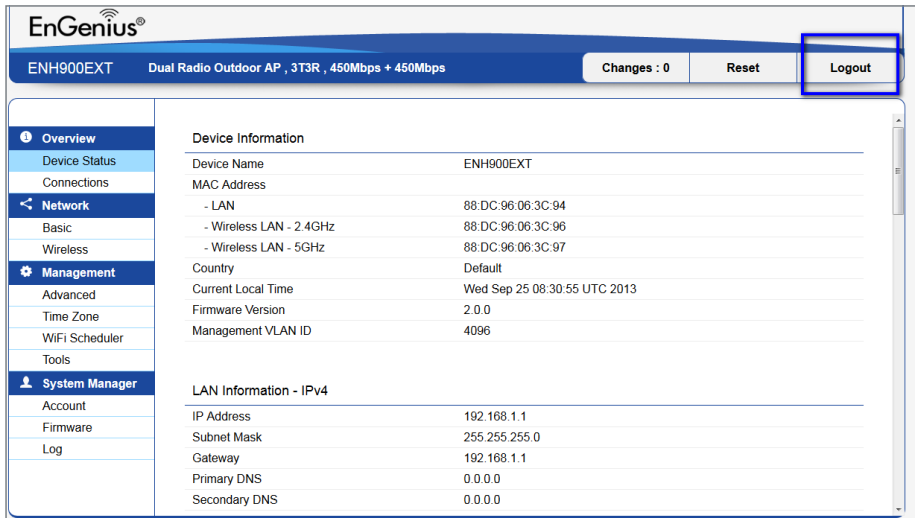 EnGenius®
ENH900EXT Dual Radio Outdoor AP , 3T3R , 450Mbps + 450Mbps Changes : 0 Reset Logout
Overview
Device Status
Connections
Network
Basic
Wireless
Management
Advanced
Time Zone
WiFi Scheduler
Tools
System Manager
Account
Firmware
Log
Device Information
Device Name ENH900EXT
MAC Address
- LAN 88:DC:96:06:3C:94
- Wireless LAN - 2.4GHz 88:DC:96:06:3C:96
- Wireless LAN - 5GHz 88:DC:96:06:3C:97
Country Default
Current Local Time Wed Sep 25 08:30:55 UTC 2013
Firmware Version 2.0.0
Management VLAN ID 4096
LAN Information - IPv4
IP Address 192.168.1.1
Subnet Mask 255.255.255.0
Gateway 192.168.1.1
Primary DNS 0.0.0.0
Secondary DNS 0.0.0.0